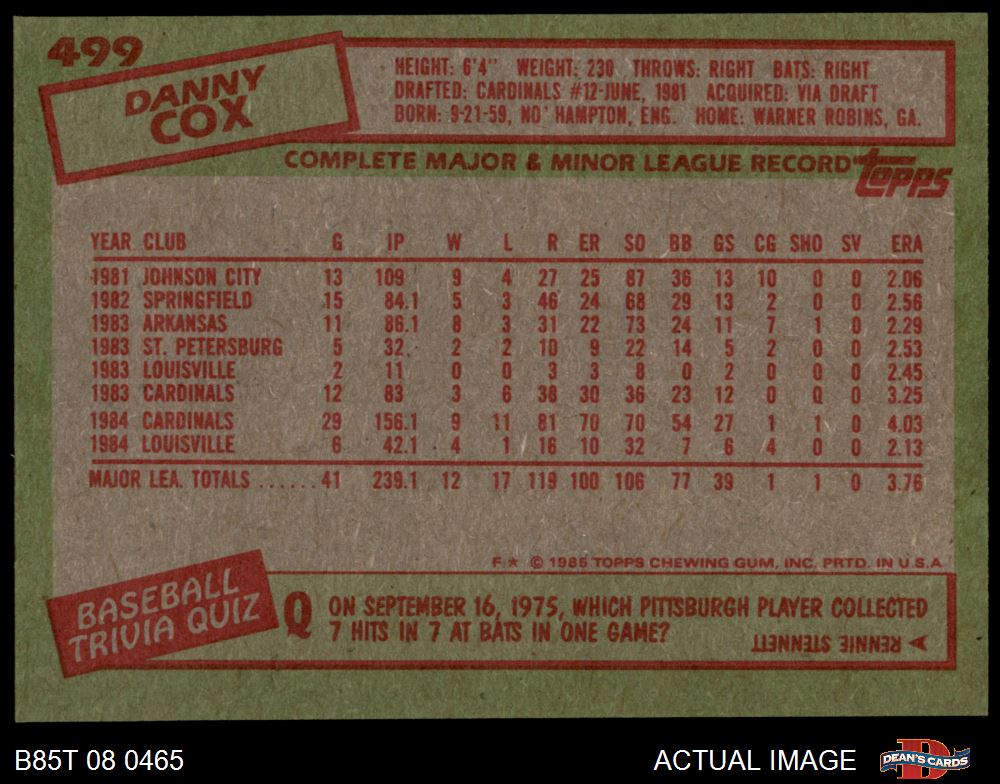 499
DANNY
COX
HEIGHT: 6'4" WEIGHT: 230 THROWS: RIGHT BATS: RIGHT
DRAFTED: CARDINALS #12-JUNE, 1981 ACQUIRED: VIA DRAFT
BORN: 9-21-59, NO' HAMPTON, ENG. HOME: WARNER ROBINS, GA.
COMPLETE MAJOR & MINOR LEAGUE RECORD
TOPPS
YEAR CLUB G IP W L R ER SO BB GS CG SHO SV ERA
1981 JOHNSON CITY 13 109 9 4 27 25 87 36 13 10 0 0 2.06
1982 SPRINGFIELD 15 84.1 5 3 46 24 68 29 13 2 0 0 2.56
1983 ARKANSAS 11 86.1 8 3 31 22 73 24 11 7 1 0 2.29
1983 ST. PETERSBURG 5 32. 2 2 10 9 22 14 5 2 0 0 2.53
1983 LOUISVILLE 2 11 0 0 3 3 8 0 2 0 0 0 2.45
1983 CARDINALS 12 83 3 6 38 30 36 23 12 0 0 0 3.25
1984 CARDINALS 29 156.1 9 11 81 70 70 54 27 1 1 0 4.03
1984 LOUISVILLE 6 42.1 4 1 16 10 32 7 6 4 0 0 2.13
MAJOR LEA. TOTALS ...... 41 239.1 12 17 119 100 106 77 39 1 1 0 3.76
F ★ © 1985 TOPPS CHEWING GUM, INC. PRTD. IN U.S.A
BASEBALL
TRIVIA QUIZ
Q ON SEPTEMBER 16, 1975, WHICH PITTSBURGH PLAYER COLLECTED
7 HITS IN 7 AT BATS IN ONE GAME?
➤ RENNIE STENNETT
B85T 08 0465
ACTUAL IMAGE
D
DEAN'S CARDS